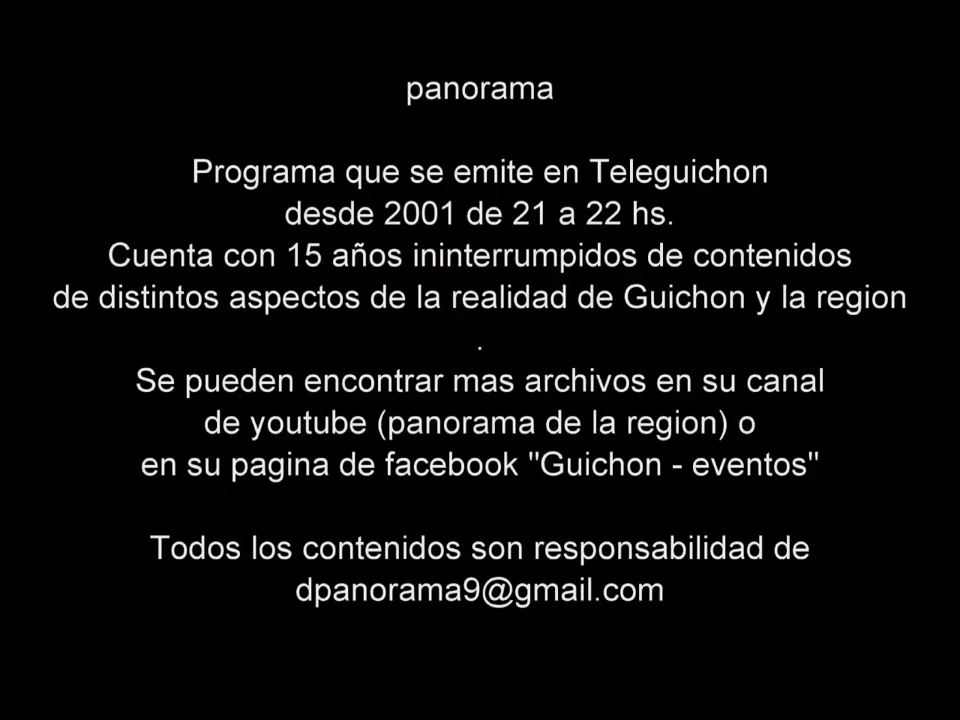 panorama
Programa que se emite en Teleguichon
desde 2001 de 21 a 22 hs.
Cuenta con 15 años ininterrumpidos de contenidos
de distintos aspectos de la realidad de Guichon y la region
.
Se pueden encontrar mas archivos en su canal
de youtube (panorama de la region) o
en su pagina de facebook "Guichon - eventos"
Todos los contenidos son responsabilidad de
dpanorama9@gmail.com